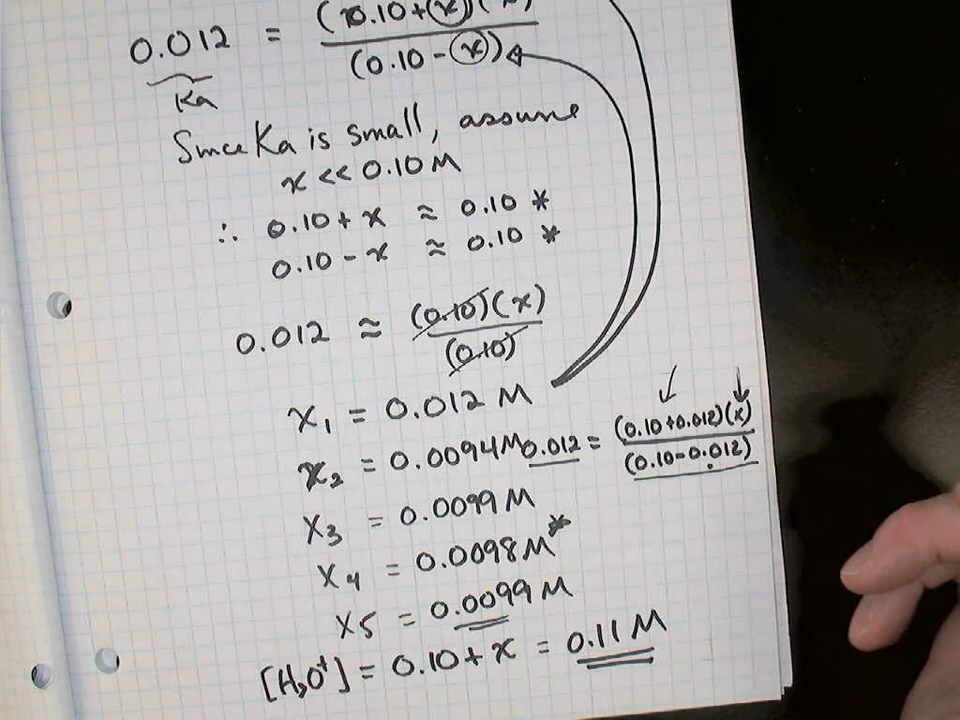 0.012 = (0.10+x)(x) / (0.10-x)
Ka
Since Ka is small, assume
x << 0.10 M
∴ 0.10 + x ≈ 0.10 *
0.10 - x ≈ 0.10 *
0.012 ≈ (0.10)(x) / (0.10)
x₁ = 0.012 M
x₂ = 0.0094M 0.012 = (0.10+0.012)(x) / (0.10-0.012)
x₃ = 0.0099 M
x₄ = 0.0098M*
x₅ = 0.0099 M
[H₃O⁺] = 0.10 + x = 0.11 M